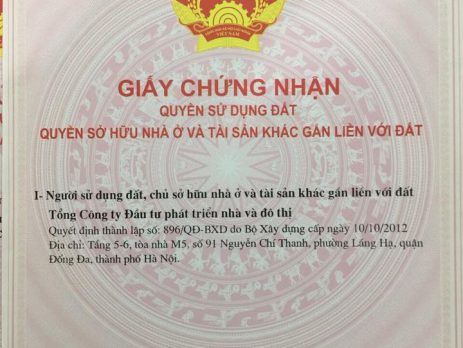 VIỆT NAM
GIẤY CHỨNG NHẬN
QUYỀN SỬ DỤNG ĐẤT
QUYỀN SỞ HỮU NHÀ Ở VÀ TÀI SẢN KHÁC GẮN LIỀN VỚI ĐẤT
I- Người sử dụng đất, chủ sở hữu nhà ở và tài sản khác gắn liền với đất
Tổng Công ty Đầu tư phát triển nhà và đô thị
Quyết định thành lập số: 896/QĐ-BXD do Bộ Xây dựng cấp ngày 10/10/2012
Địa chỉ: Tầng 5-6, tòa nhà M5, số 91 Nguyễn Chí Thanh, phường Láng Hạ, quận
Đống Đa, thành phố Hà Nội.